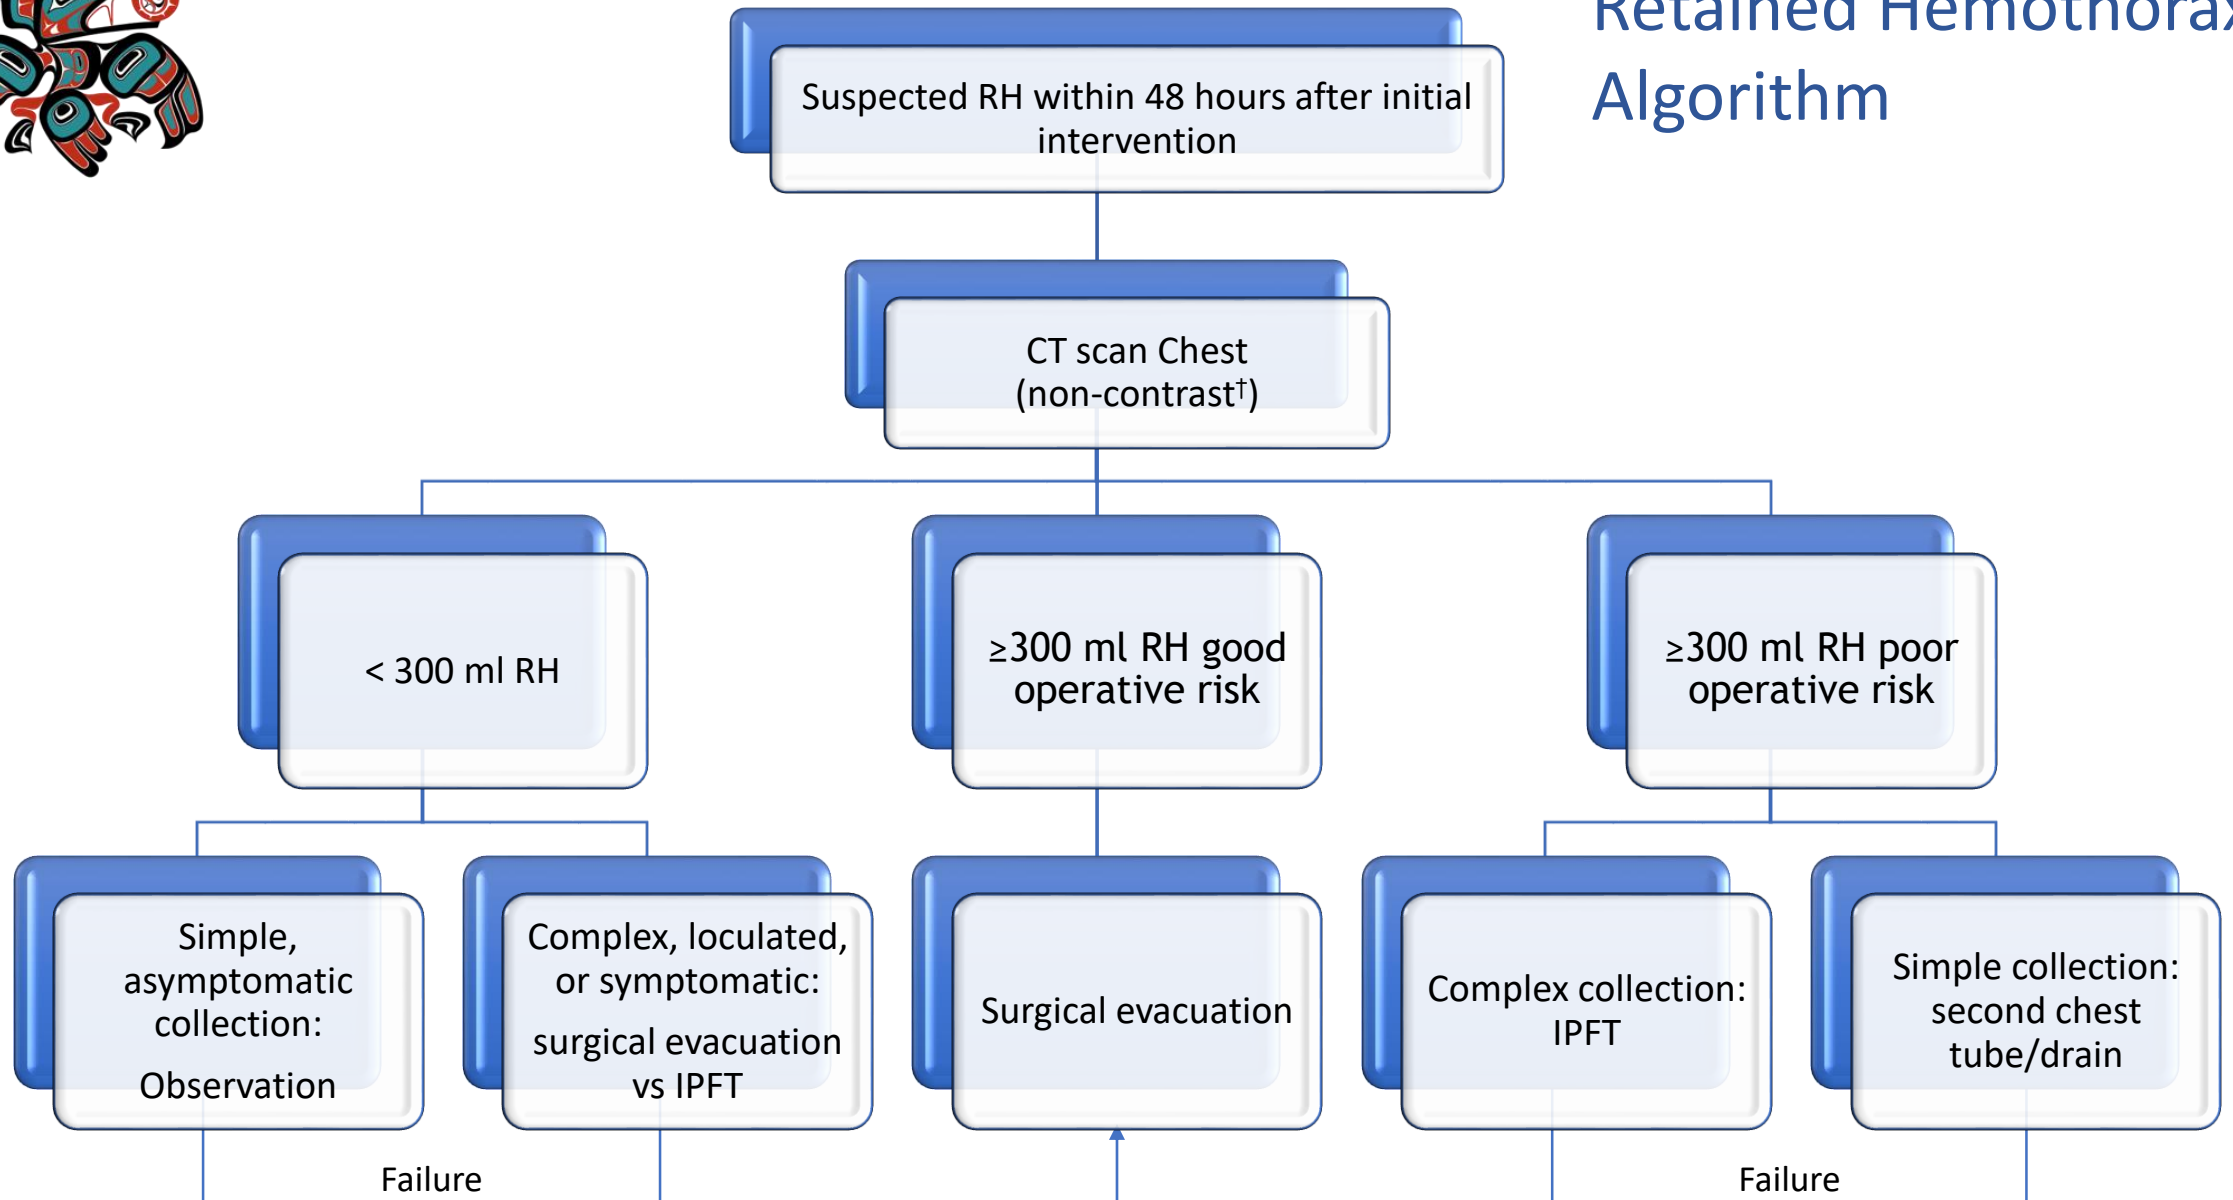 Retained Hemothorax
Algorithm
Suspected RH within 48 hours after initial
intervention
CT scan Chest
(non-contrast†)
< 300 ml RH
≥300 ml RH good
operative risk
≥300 ml RH poor
operative risk
Simple,
asymptomatic
collection:
Observation
Complex, loculated,
or symptomatic:
surgical evacuation
vs IPFT
Surgical evacuation
Complex collection:
IPFT
Simple collection:
second chest
tube/drain
Failure
Failure